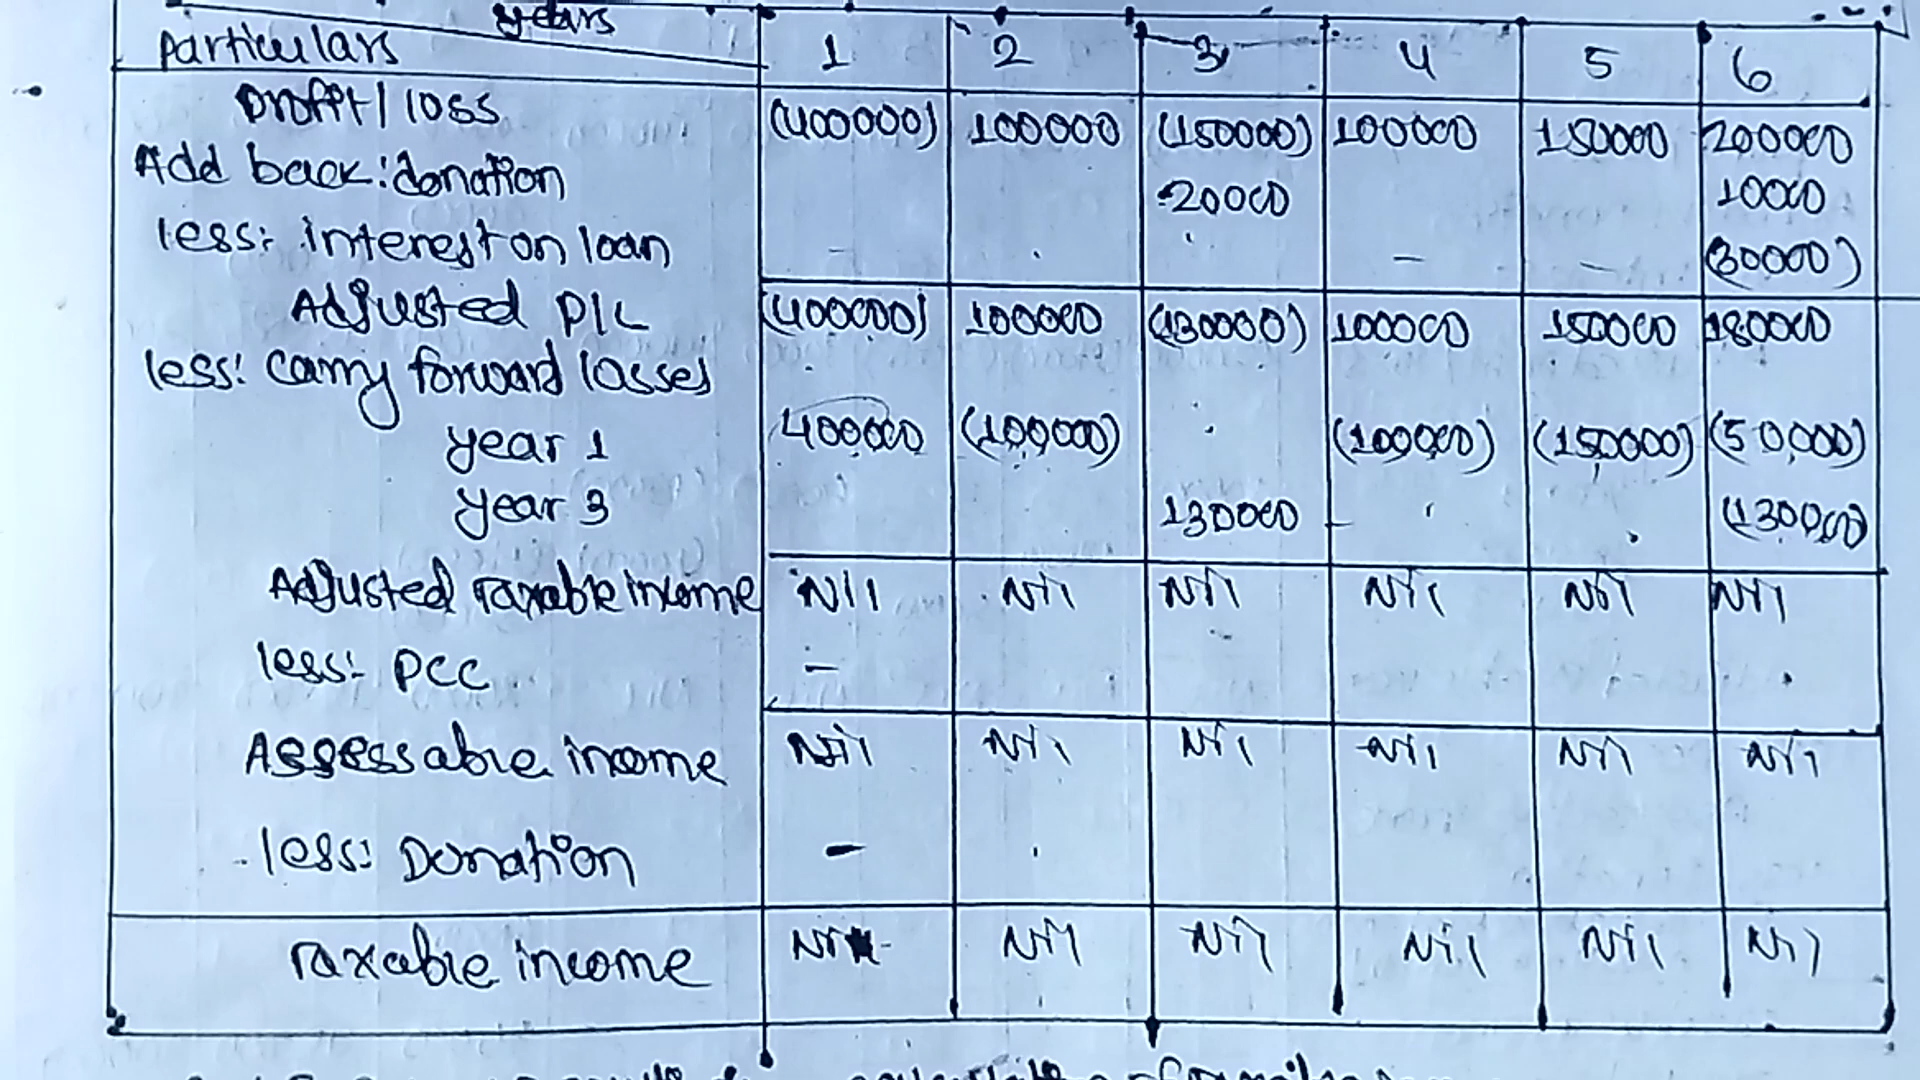 years
particulars 1 2 3 4 5 6
Profit/loss (400000) 100000 (150000) 100000 150000 200000
Add back: donation 20000 10000
less: interest on loan - - - (30000)
Adjusted P/L (400000) 100000 (130000) 100000 150000 180000
less: carry forward losses
year 1 400000 (100000) (100000) (150000) (50,000)
year 3 130000 - (130000)
Adjusted taxable income Nil Nil Nil Nil Nil Nil
less:- PCC -
Assessable income Nil Nil Nil Nil Nil Nil
less: Donation -
Taxable income Nil Nil Nil Nil Nil Nil